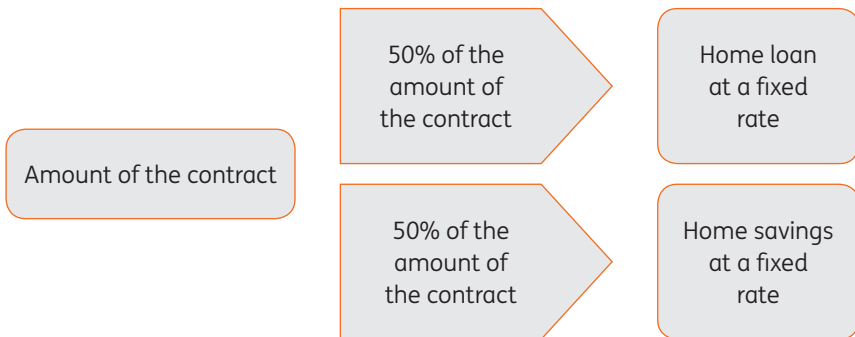 Amount of the contract
50% of the
amount of
the contract
Home loan
at a fixed
rate
50% of the
amount of
the contract
Home savings
at a fixed
rate